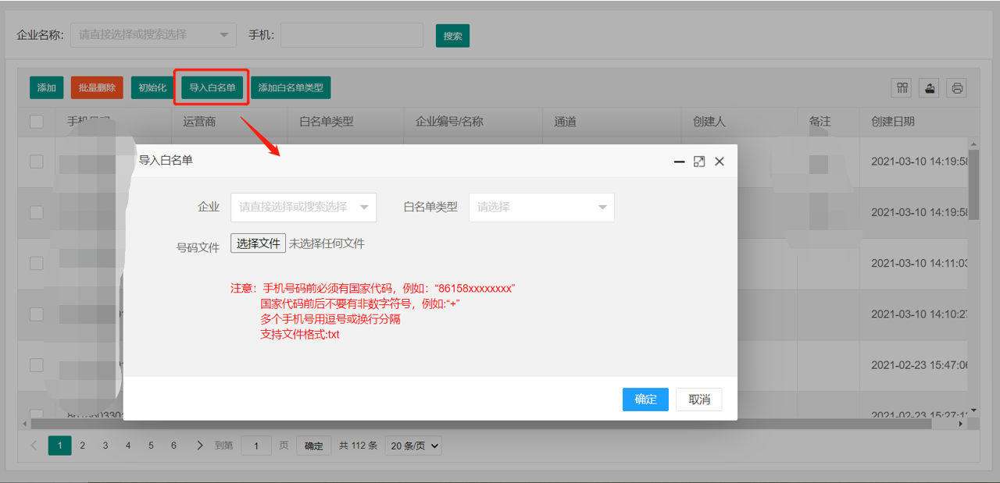 企业名称: 请直接选择或搜索选择 手机: 搜索
添加 批量删除 初始化 导入白名单 添加白名单类型
运营商 白名单类型 企业编号/名称 通道 创建人 备注 创建日期
导入白名单
2021-03-10 14:19:58
企业 请直接选择或搜索选择 白名单类型 请选择
2021-03-10 14:19:58
号码文件 选择文件 未选择任何文件
2021-03-10 14:11:03
注意：手机号码前必须有国家代码，例如：“86158xxxxxxxx”
国家代码前后不要有非数字符号，例如:“+”
2021-03-10 14:10:27
多个手机号用逗号或换行分隔
支持文件格式:txt
2021-02-23 15:47:06
确定 取消
2021-02-23 15:27:1
1 2 3 4 5 6 到第 1 页 确定 共 112 条 20 条/页